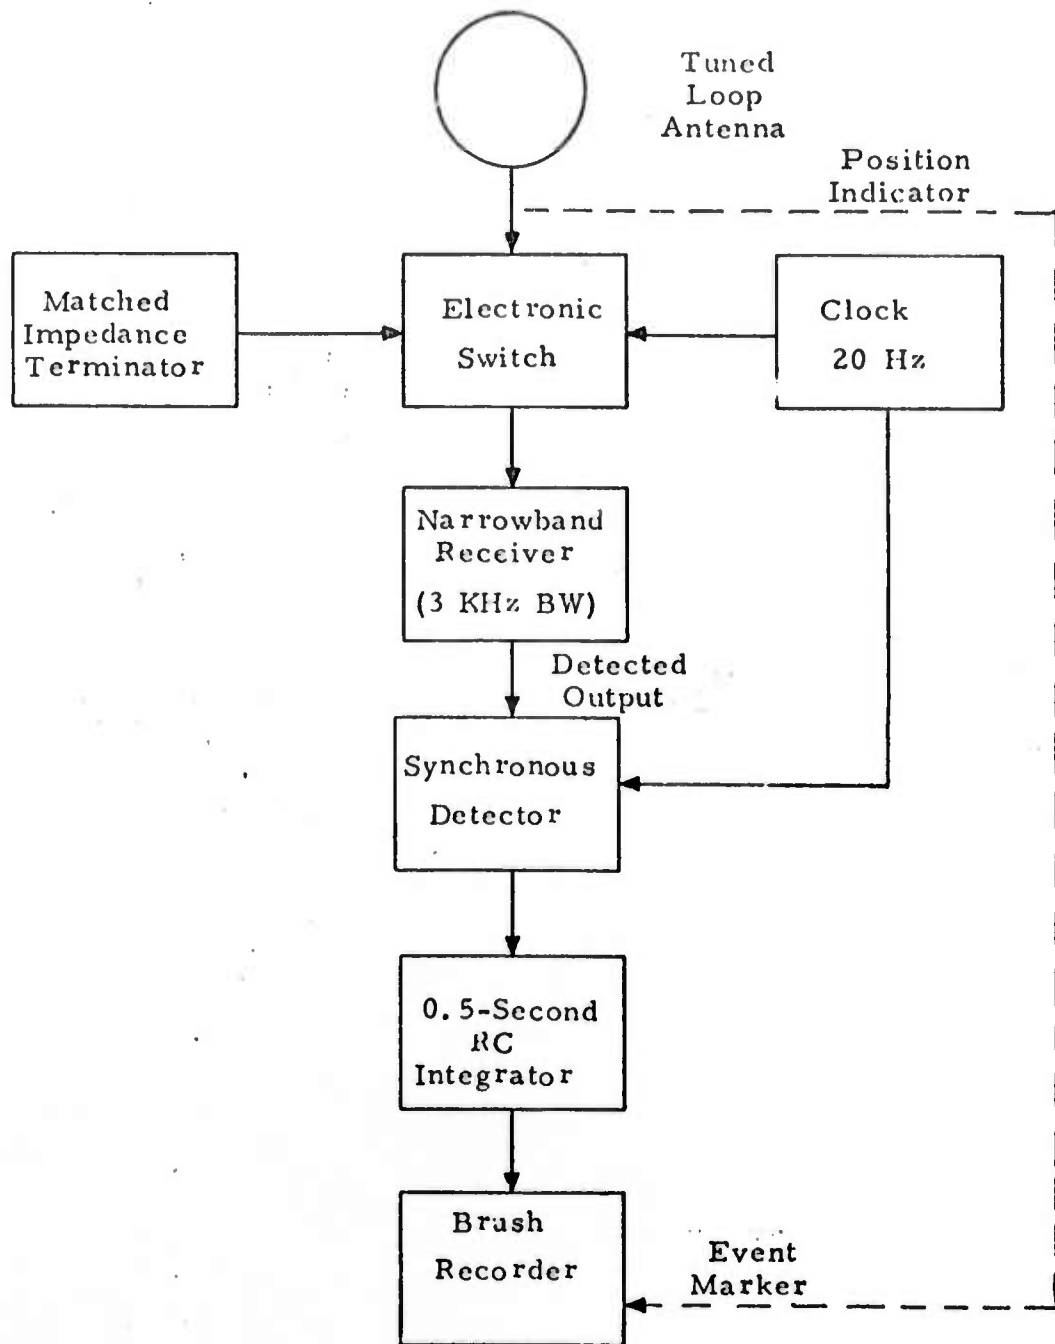 Tuned
Loop
Antenna
Position
Indicator
Matched
Impedance
Terminator
Electronic
Switch
Clock
20 Hz
Narrowband
Receiver
(3 KHz BW)
Detected
Output
Synchronous
Detector
0.5-Second
RC
Integrator
Brush
Recorder
Event
Marker